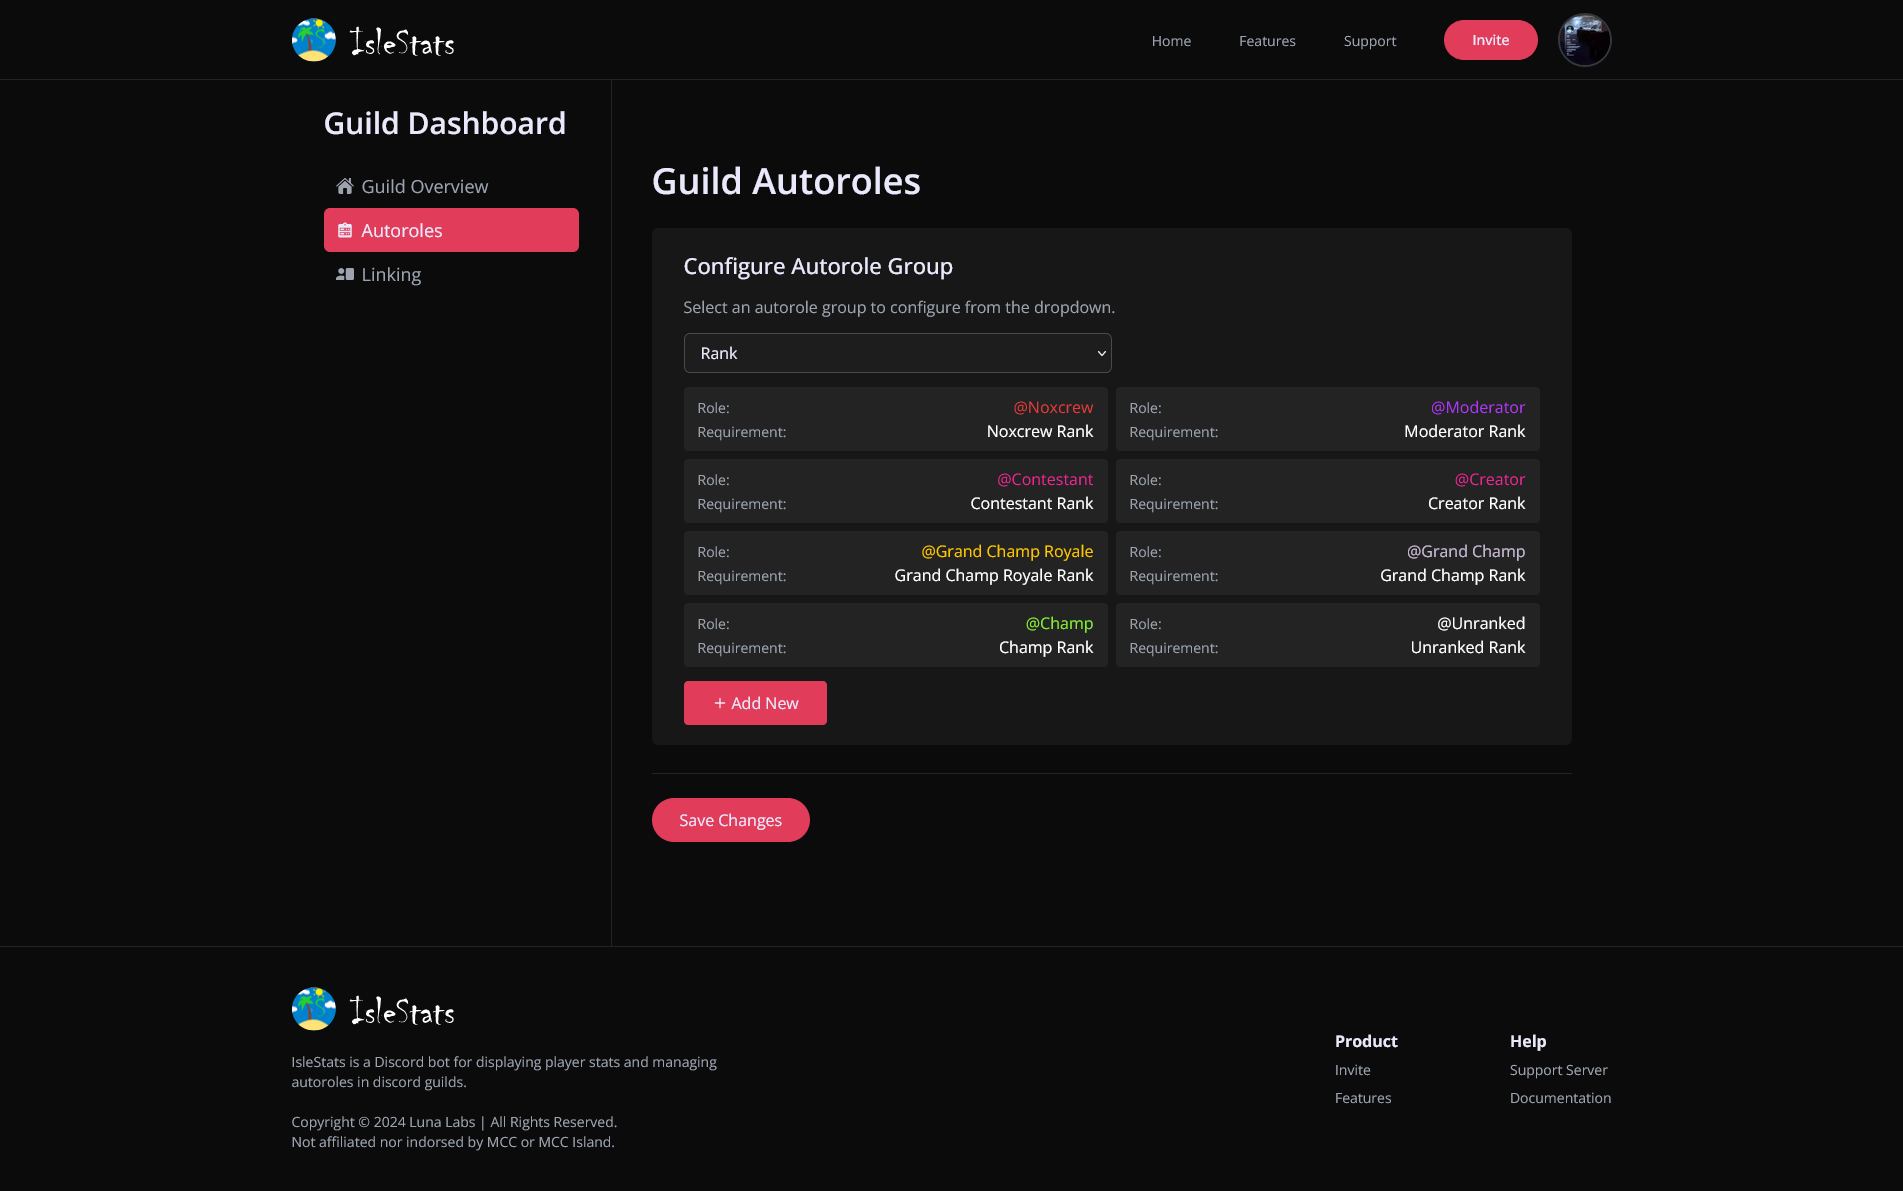 IsleStats
Home
Features
Support
Invite
Guild Dashboard
Guild Overview
Autoroles
Linking
Guild Autoroles
Configure Autorole Group
Select an autorole group to configure from the dropdown.
Rank
Role: @Noxcrew
Requirement: Noxcrew Rank
Role: @Moderator
Requirement: Moderator Rank
Role: @Contestant
Requirement: Contestant Rank
Role: @Creator
Requirement: Creator Rank
Role: @Grand Champ Royale
Requirement: Grand Champ Royale Rank
Role: @Grand Champ
Requirement: Grand Champ Rank
Role: @Champ
Requirement: Champ Rank
Role: @Unranked
Requirement: Unranked Rank
+ Add New
Save Changes
IsleStats
IsleStats is a Discord bot for displaying player stats and managing
autoroles in discord guilds.
Copyright © 2024 Luna Labs | All Rights Reserved.
Not affiliated nor indorsed by MCC or MCC Island.
Product
Invite
Features
Help
Support Server
Documentation